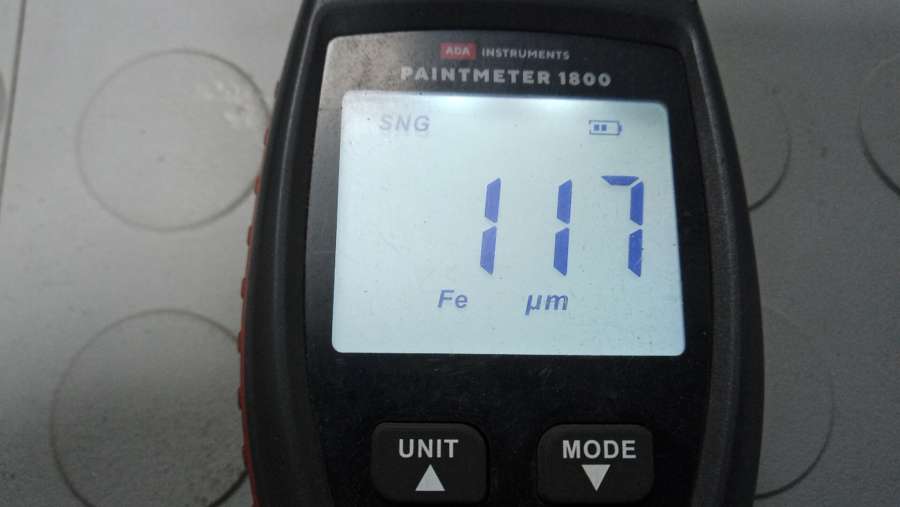 ADA INSTRUMENTS
PAINTMETER 1800
SNG
117
Fe µm
UNIT MODE